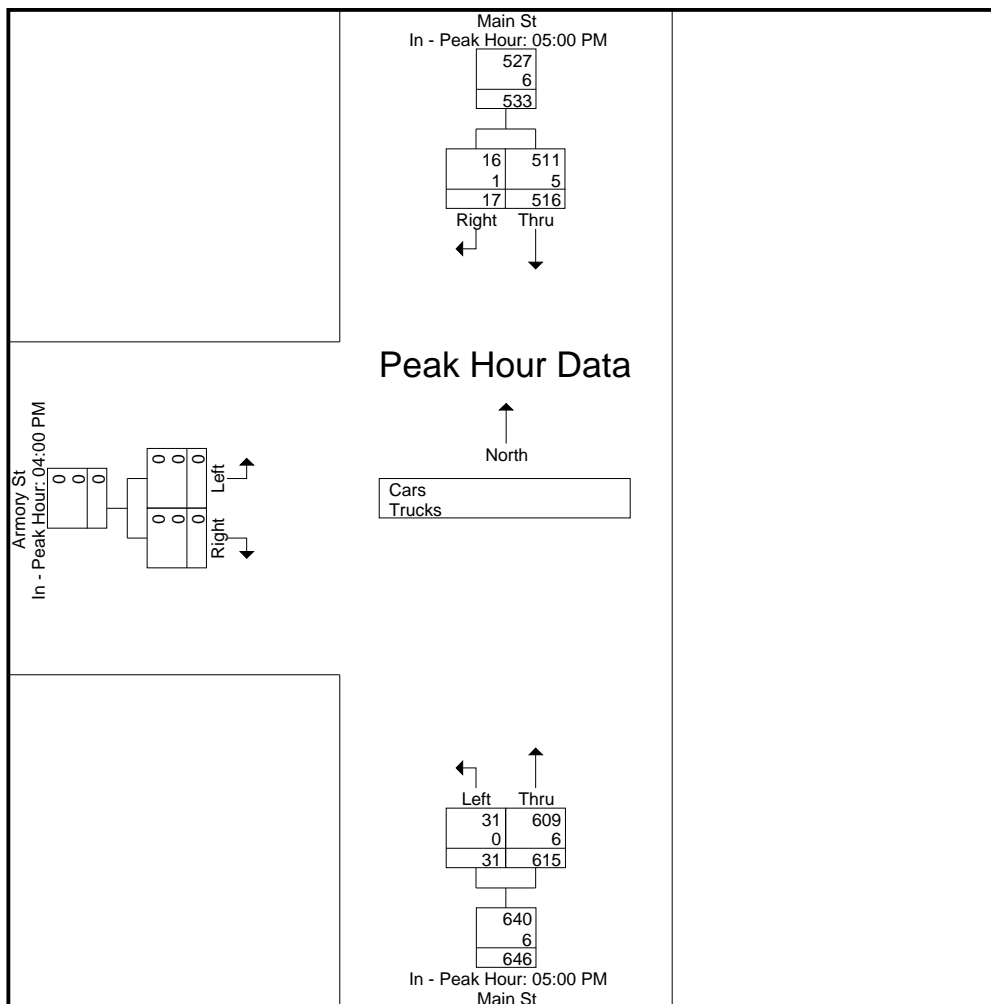 Main St
In - Peak Hour: 05:00 PM
527
6
533
16 511
1 5
17 516
Right Thru
Peak Hour Data
North
Cars
Trucks
Armory St
In - Peak Hour: 04:00 PM
0
0
0
0 0
0 0
0 0
Left
Right
Left Thru
31 609
0 6
31 615
640
6
646
In - Peak Hour: 05:00 PM
Main St